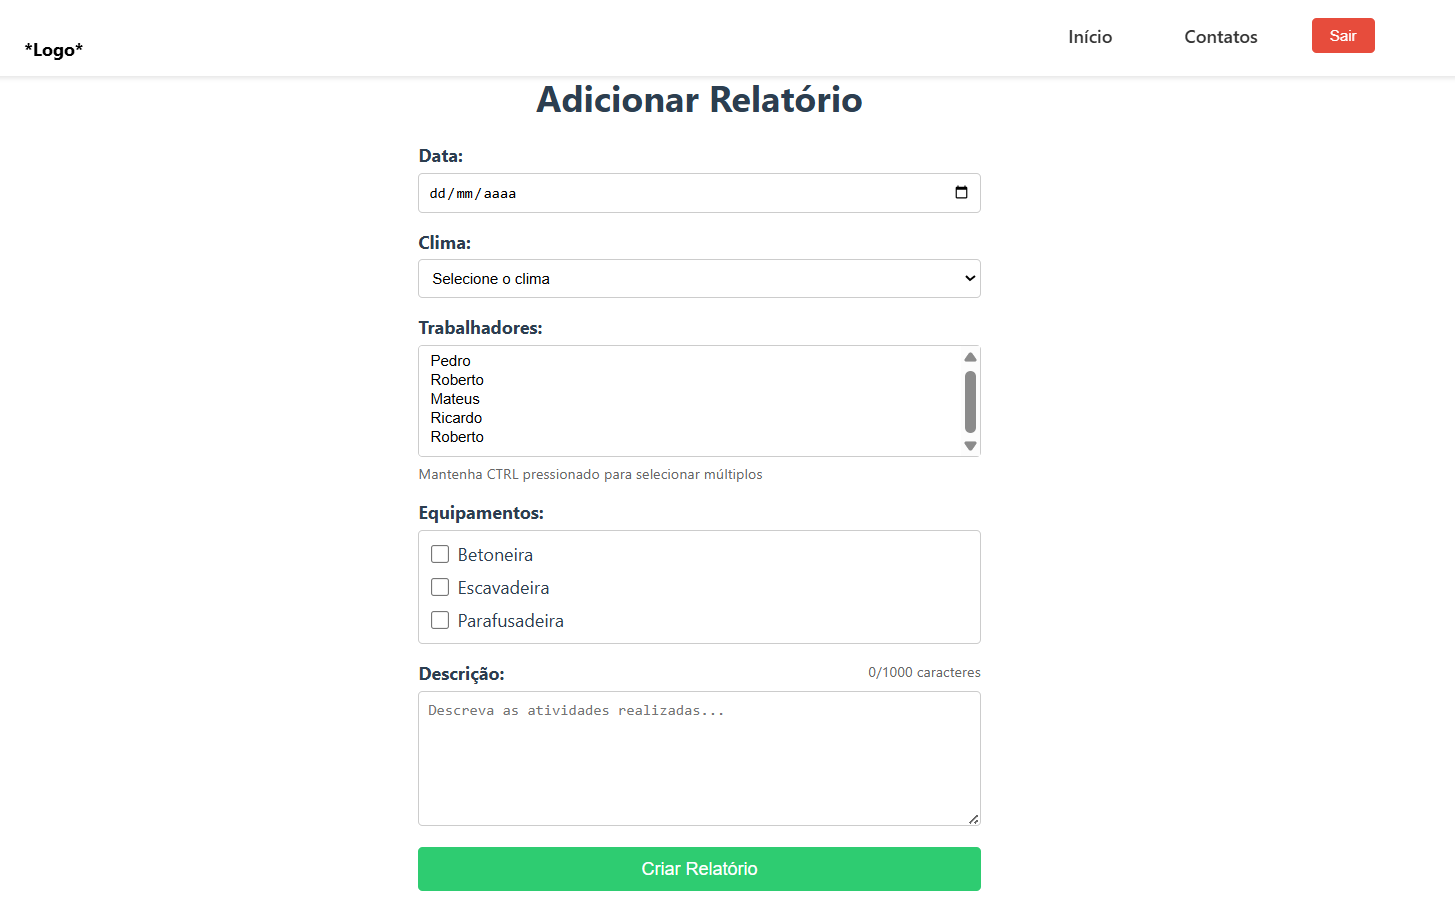 *Logo*
Início
Contatos
Sair
Adicionar Relatório
Data:
dd/mm/aaaa
Clima:
Selecione o clima
Trabalhadores:
Pedro
Roberto
Mateus
Ricardo
Roberto
Mantenha CTRL pressionado para selecionar múltiplos
Equipamentos:
Betoneira
Escavadeira
Parafusadeira
Descrição:
0/1000 caracteres
Descreva as atividades realizadas...
Criar Relatório